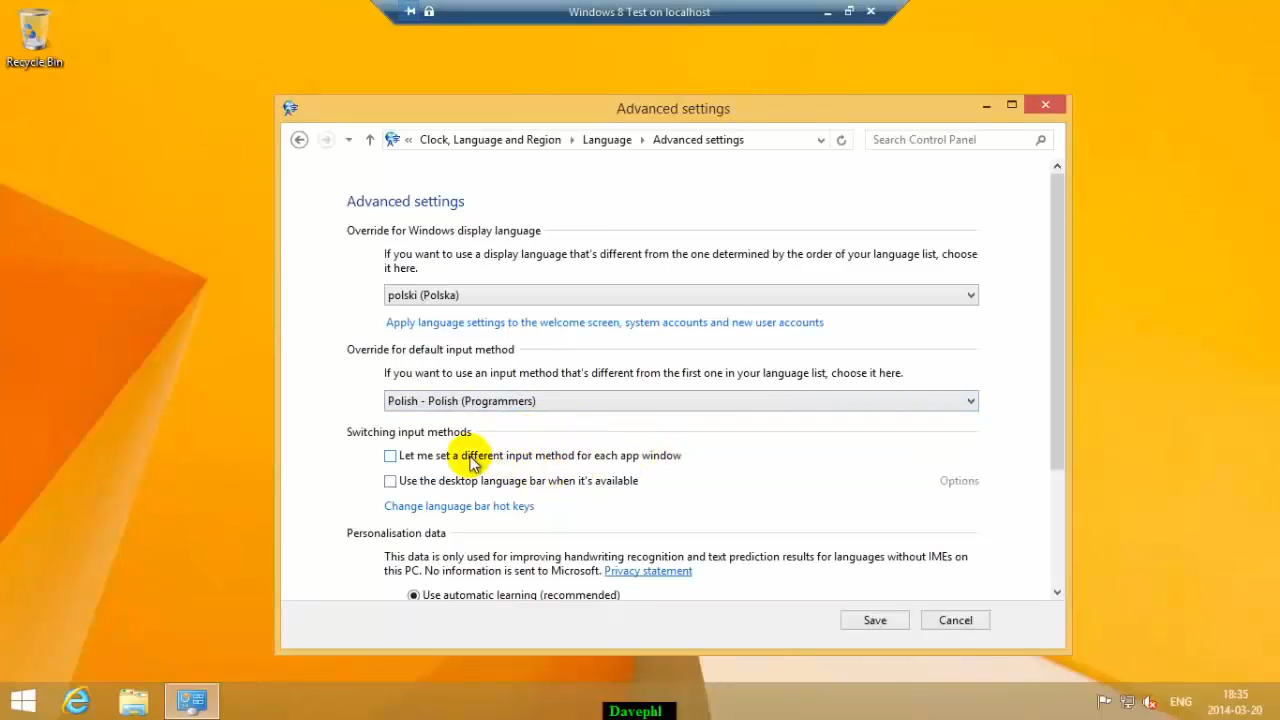 Windows 8 Test on localhost
Recycle Bin
Advanced settings
« Clock, Language and Region Language Advanced settings
Search Control Panel
Advanced settings
Override for Windows display language
If you want to use a display language that's different from the one determined by the order of your language list, choose
it here.
polski (Polska)
Apply language settings to the welcome screen, system accounts and new user accounts
Override for default input method
If you want to use an input method that's different from the first one in your language list, choose it here.
Polish - Polish (Programmers)
Switching input methods
Let me set a different input method for each app window
Use the desktop language bar when it's available
Options
Change language bar hot keys
Personalisation data
This data is only used for improving handwriting recognition and text prediction results for languages without IMEs on
this PC. No information is sent to Microsoft. Privacy statement
Use automatic learning (recommended)
Save
Cancel
ENG
18:35
2014-03-20
Davephl